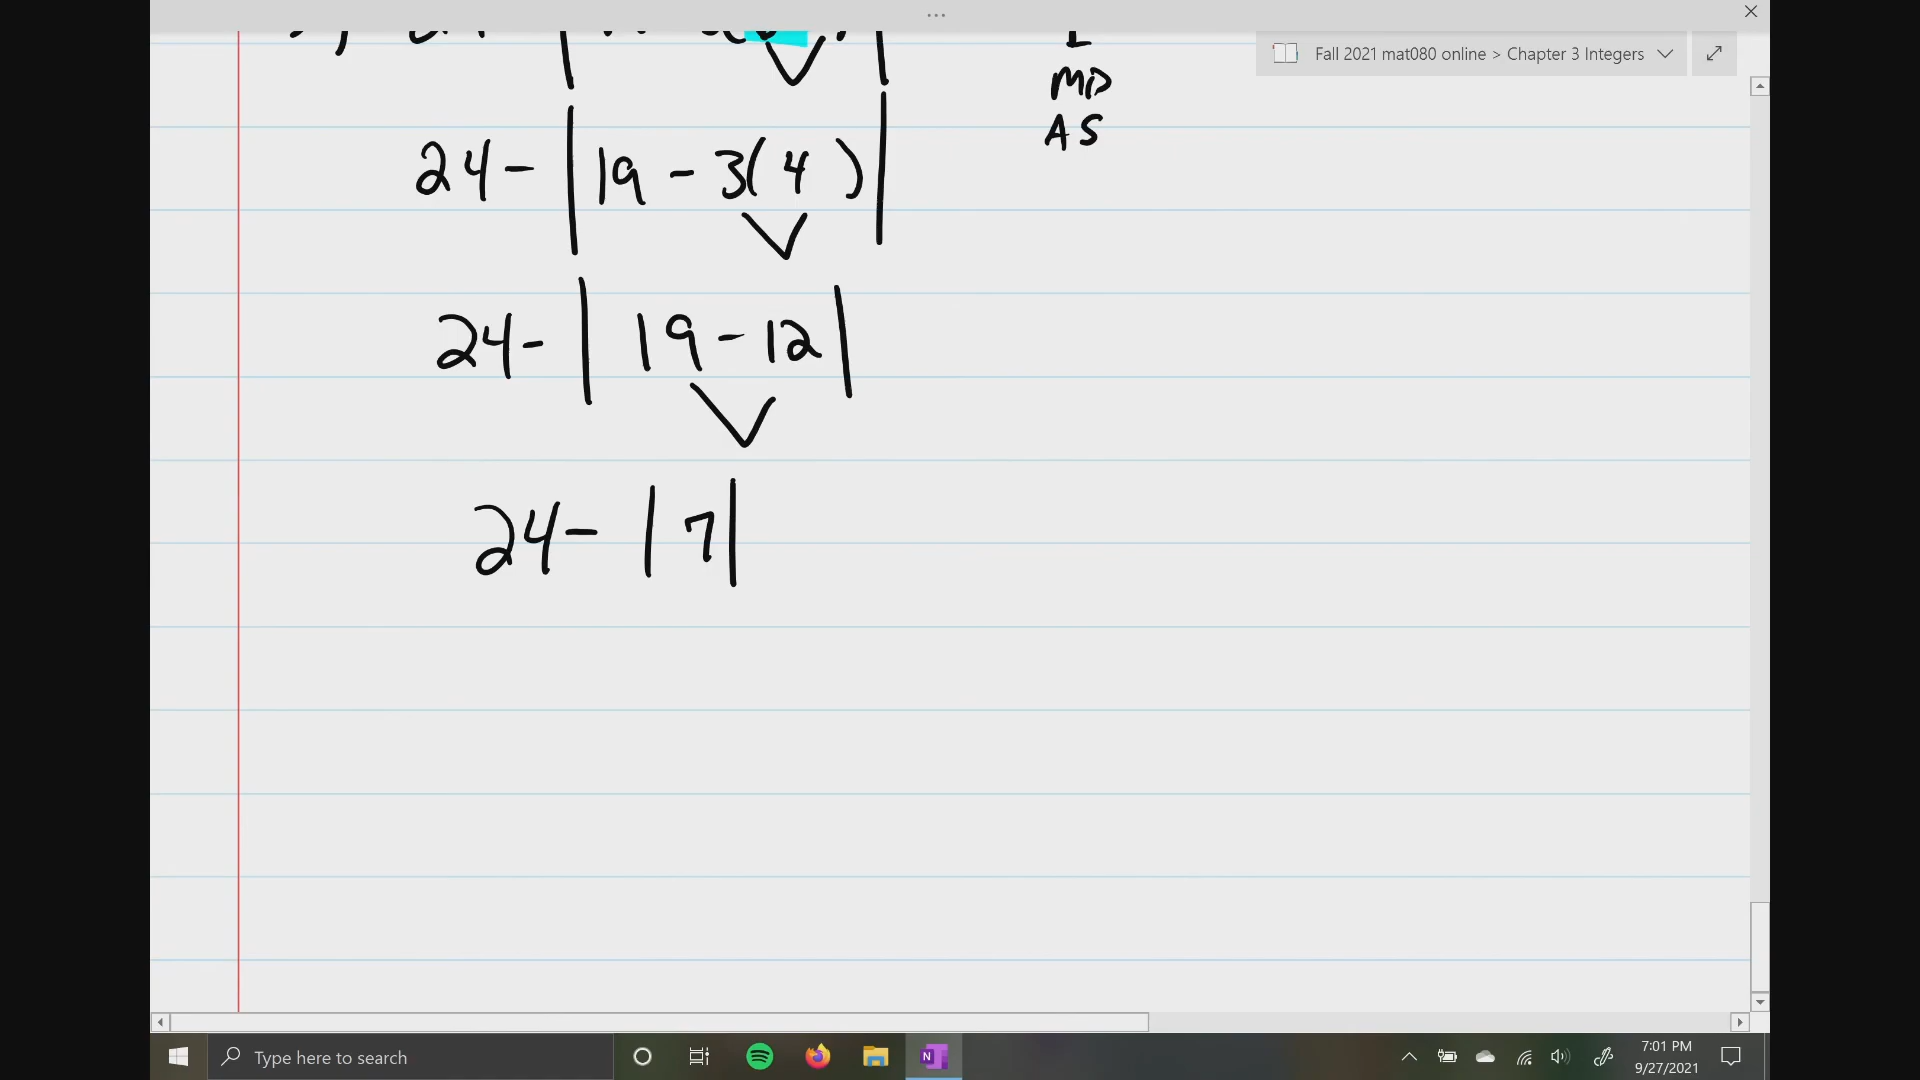 Fall 2021 mat080 online > Chapter 3 Integers
MD
AS
24 - | 19 - 3( 4 ) |
24 - | 19 - 12 |
24 - | 7 |
Type here to search
N
7:01 PM
9/27/2021